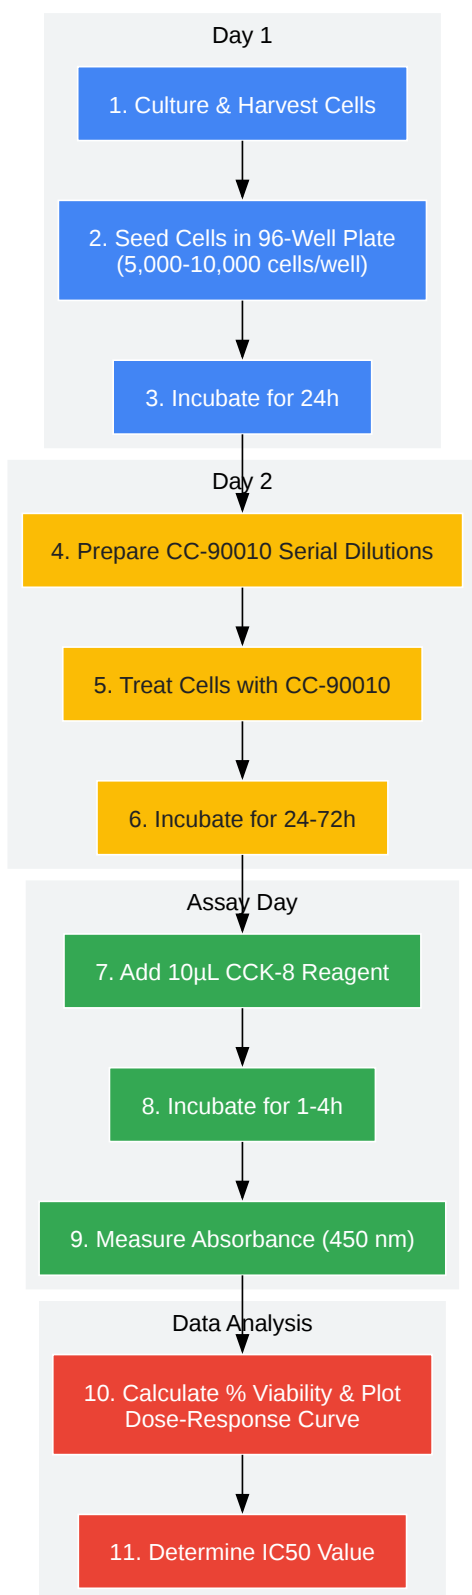 Day 1
1. Culture & Harvest Cells
2. Seed Cells in 96-Well Plate
(5,000-10,000 cells/well)
3. Incubate for 24h
Day 2
4. Prepare CC-90010 Serial Dilutions
5. Treat Cells with CC-90010
6. Incubate for 24-72h
Assay Day
7. Add 10µL CCK-8 Reagent
8. Incubate for 1-4h
9. Measure Absorbance (450 nm)
Data Analysis
10. Calculate % Viability & Plot
Dose-Response Curve
11. Determine IC50 Value